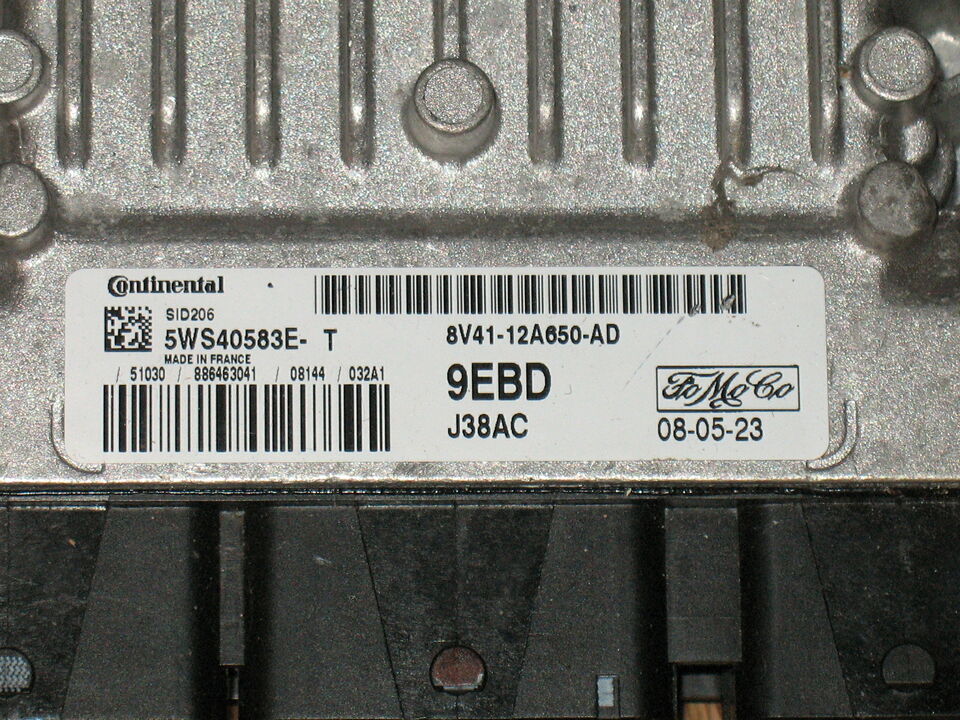 Continental
SID206
5WS40583E- T
MADE IN FRANCE
/ 51030 / 886463041 / 08144 / 032A1
8V41-12A650-AD
9EBD
J38AC
FoMoCo
08-05-23